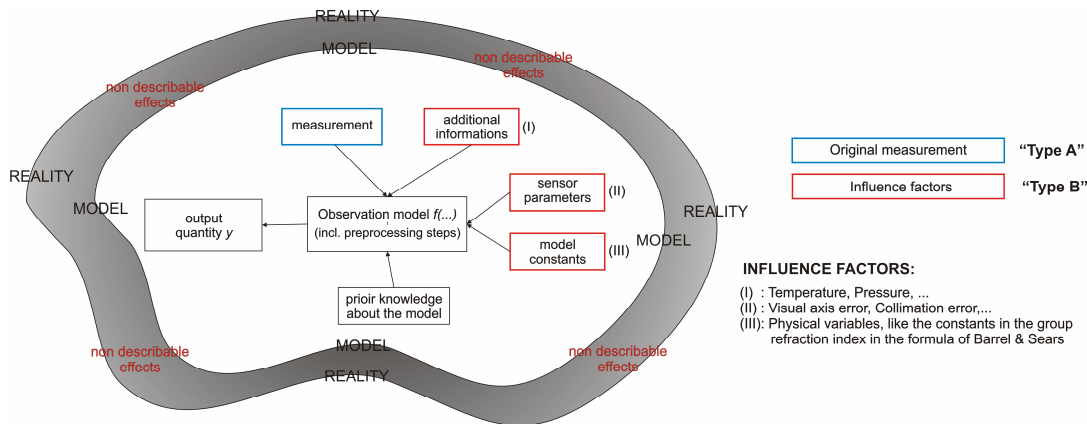 REALITY
MODEL
non describable
effects
non describable
effects
measurement
additional
informations
(I)
Original measurement
"Type A"
REALITY
MODEL
sensor
parameters
(II)
Influence factors
"Type B"
output
quantity y
Observation model f(...)
(incl. preprocessing steps)
REALITY
MODEL
model
constants
(III)
prioir knowledge
about the model
INFLUENCE FACTORS:
(I) : Temperature, Pressure, ...
(II) : Visual axis error, Collimation error,...
(III): Physical variables, like the constants in the group
refraction index in the formula of Barrel & Sears
non describable
effects
MODEL
REALITY
non describable
effects